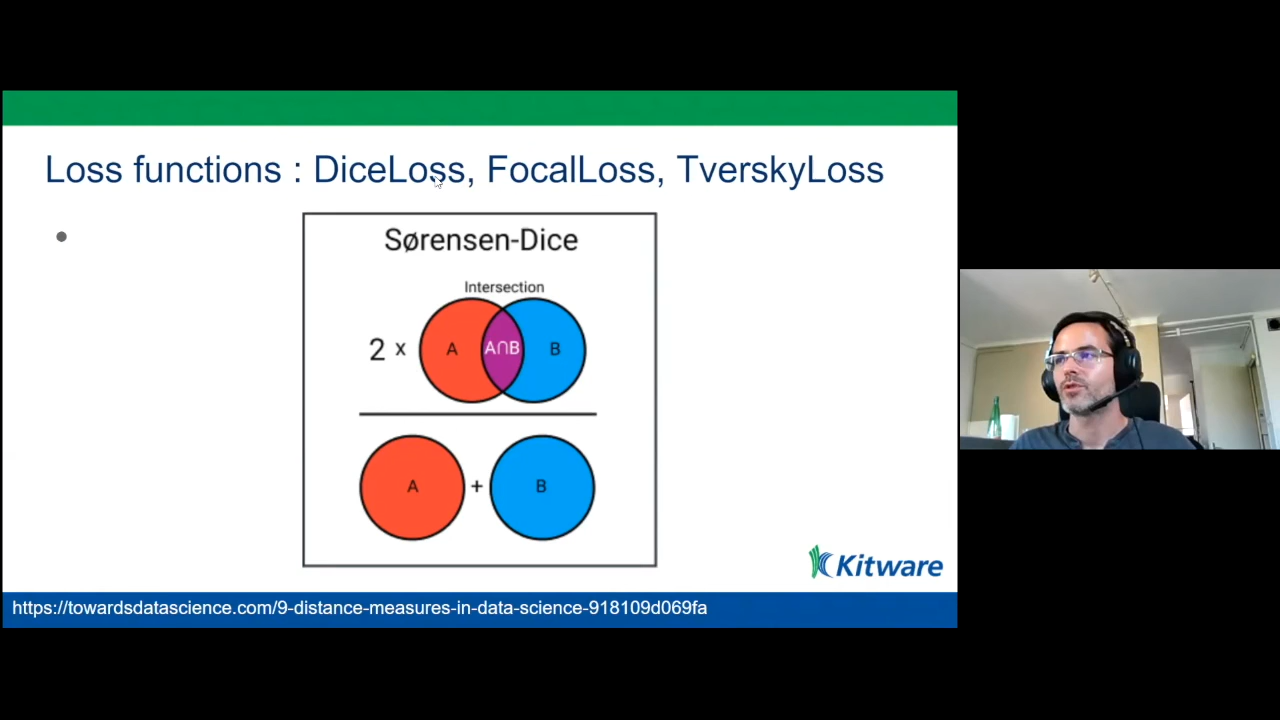 Loss functions : DiceLoss, FocalLoss, TverskyLoss
Sørensen-Dice
Intersection
2 x A A∩B B
A + B
Kitware
https://towardsdatascience.com/9-distance-measures-in-data-science-918109d069fa